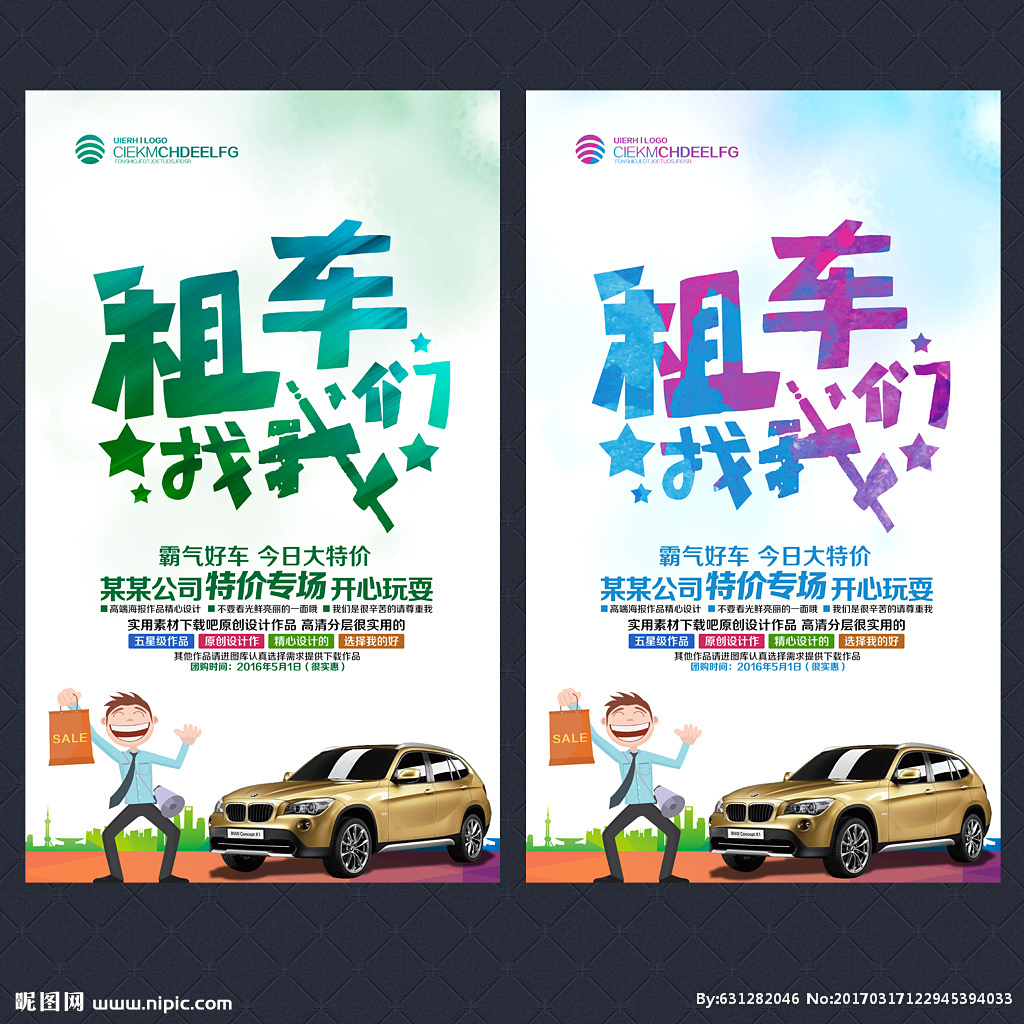 UIERH I LOGO
CIEKMCHDEELFG
租车
找我们
霸气好车 今日大特价
某某公司特价专场开心玩耍
■高端海报作品精心设计 ■不要看光鲜亮丽的一面哦 ■我们是很辛苦的请尊重我
实用素材下载吧原创设计作品 高清分层很实用的
五星级作品 原创设计作 精心设计的 选择我的好
其他作品请进图库认真选择需求提供下载作品
团购时间：2016年5月1日（很实惠）
SALE
BMW Concept X1
UIERH I LOGO
CIEKMCHDEELFG
租车
找我们
霸气好车 今日大特价
某某公司特价专场开心玩耍
■高端海报作品精心设计 ■不要看光鲜亮丽的一面哦 ■我们是很辛苦的请尊重我
实用素材下载吧原创设计作品 高清分层很实用的
五星级作品 原创设计作 精心设计的 选择我的好
其他作品请进图库认真选择需求提供下载作品
团购时间：2016年5月1日（很实惠）
SALE
BMW Concept X1
昵图网 www.nipic.com
By:631282046 No:20170317122945394033